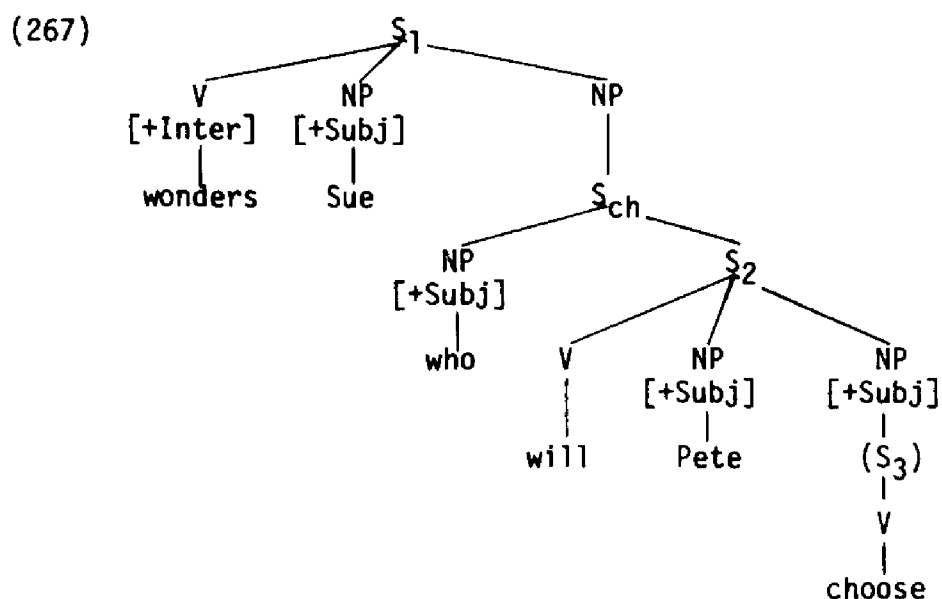 (267)
S1
V NP NP
[+Inter] [+Subj]
wonders Sue
Sch
NP S2
[+Subj]
who V NP NP
[+Subj] [+Subj]
will Pete (S3)
V
choose